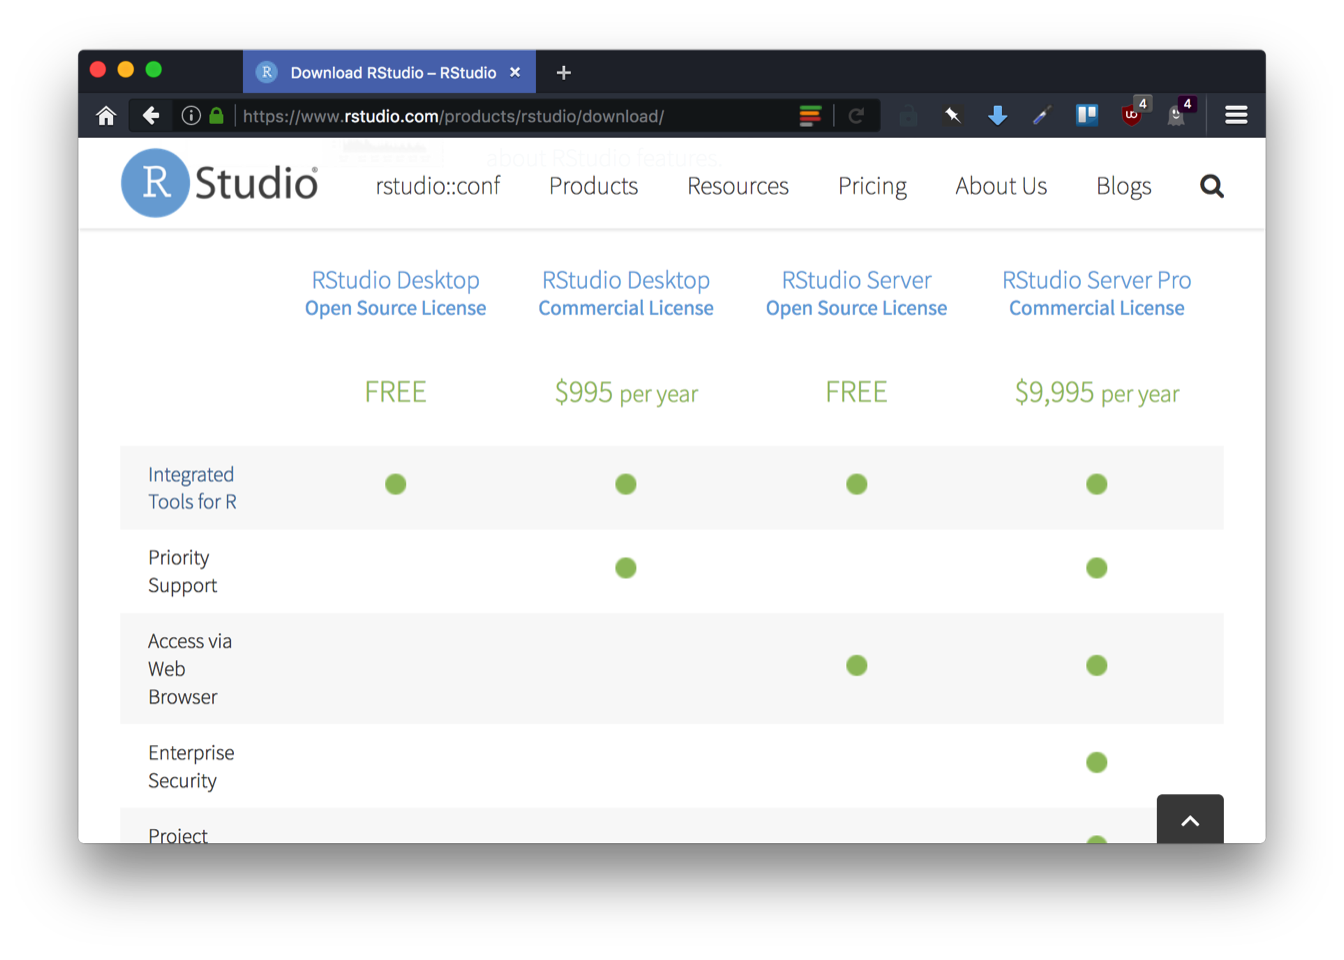 Download RStudio – RStudio
https://www.rstudio.com/products/rstudio/download/
4
4
about RStudio features.
R Studio®
rstudio::conf
Products
Resources
Pricing
About Us
Blogs
RStudio Desktop
Open Source License
RStudio Desktop
Commercial License
RStudio Server
Open Source License
RStudio Server Pro
Commercial License
FREE
$995 per year
FREE
$9,995 per year
Integrated
Tools for R
Priority
Support
Access via
Web
Browser
Enterprise
Security
Project